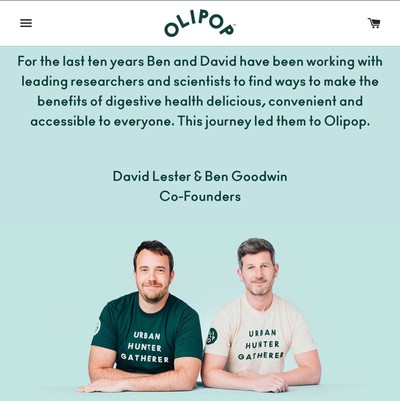 OLIPOP
For the last ten years Ben and David have been working with
leading researchers and scientists to find ways to make the
benefits of digestive health delicious, convenient and
accessible to everyone. This journey led them to Olipop.
David Lester & Ben Goodwin
Co-Founders
URBAN
HUNTER
GATHERER
URBAN
HUNTER
GATHERER